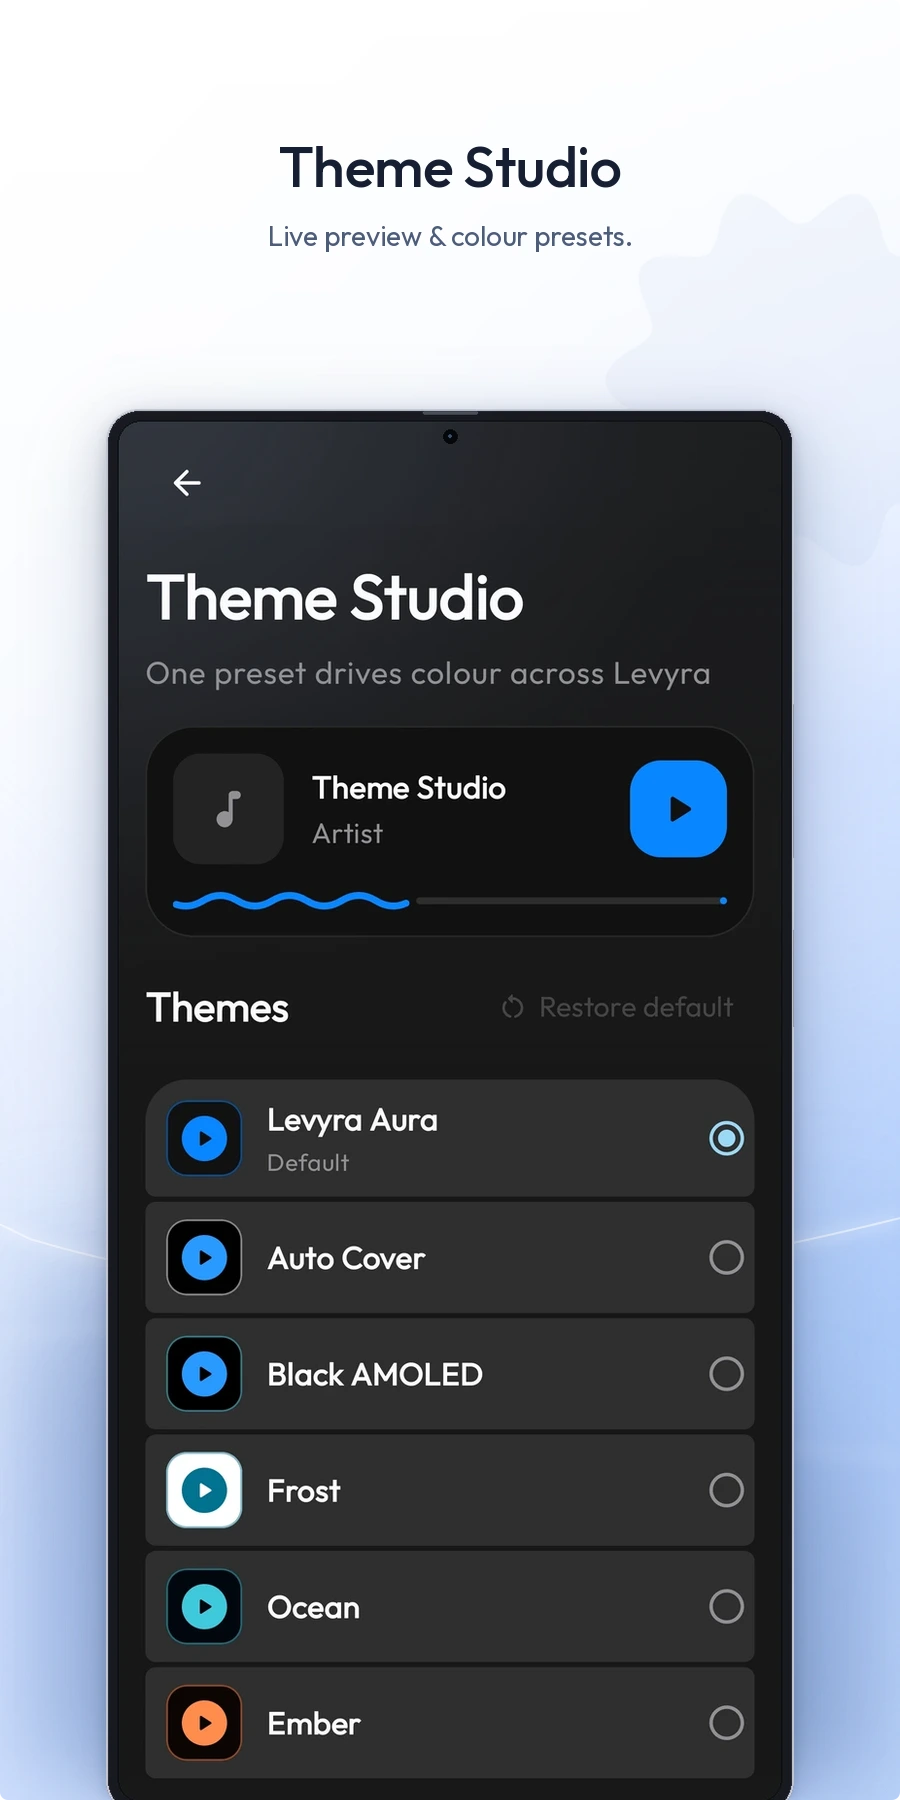 Theme Studio
Live preview & colour presets.
Theme Studio
One preset drives colour across Levyra
Theme Studio
Artist
Themes
Restore default
Levyra Aura
Default
Auto Cover
Black AMOLED
Frost
Ocean
Ember